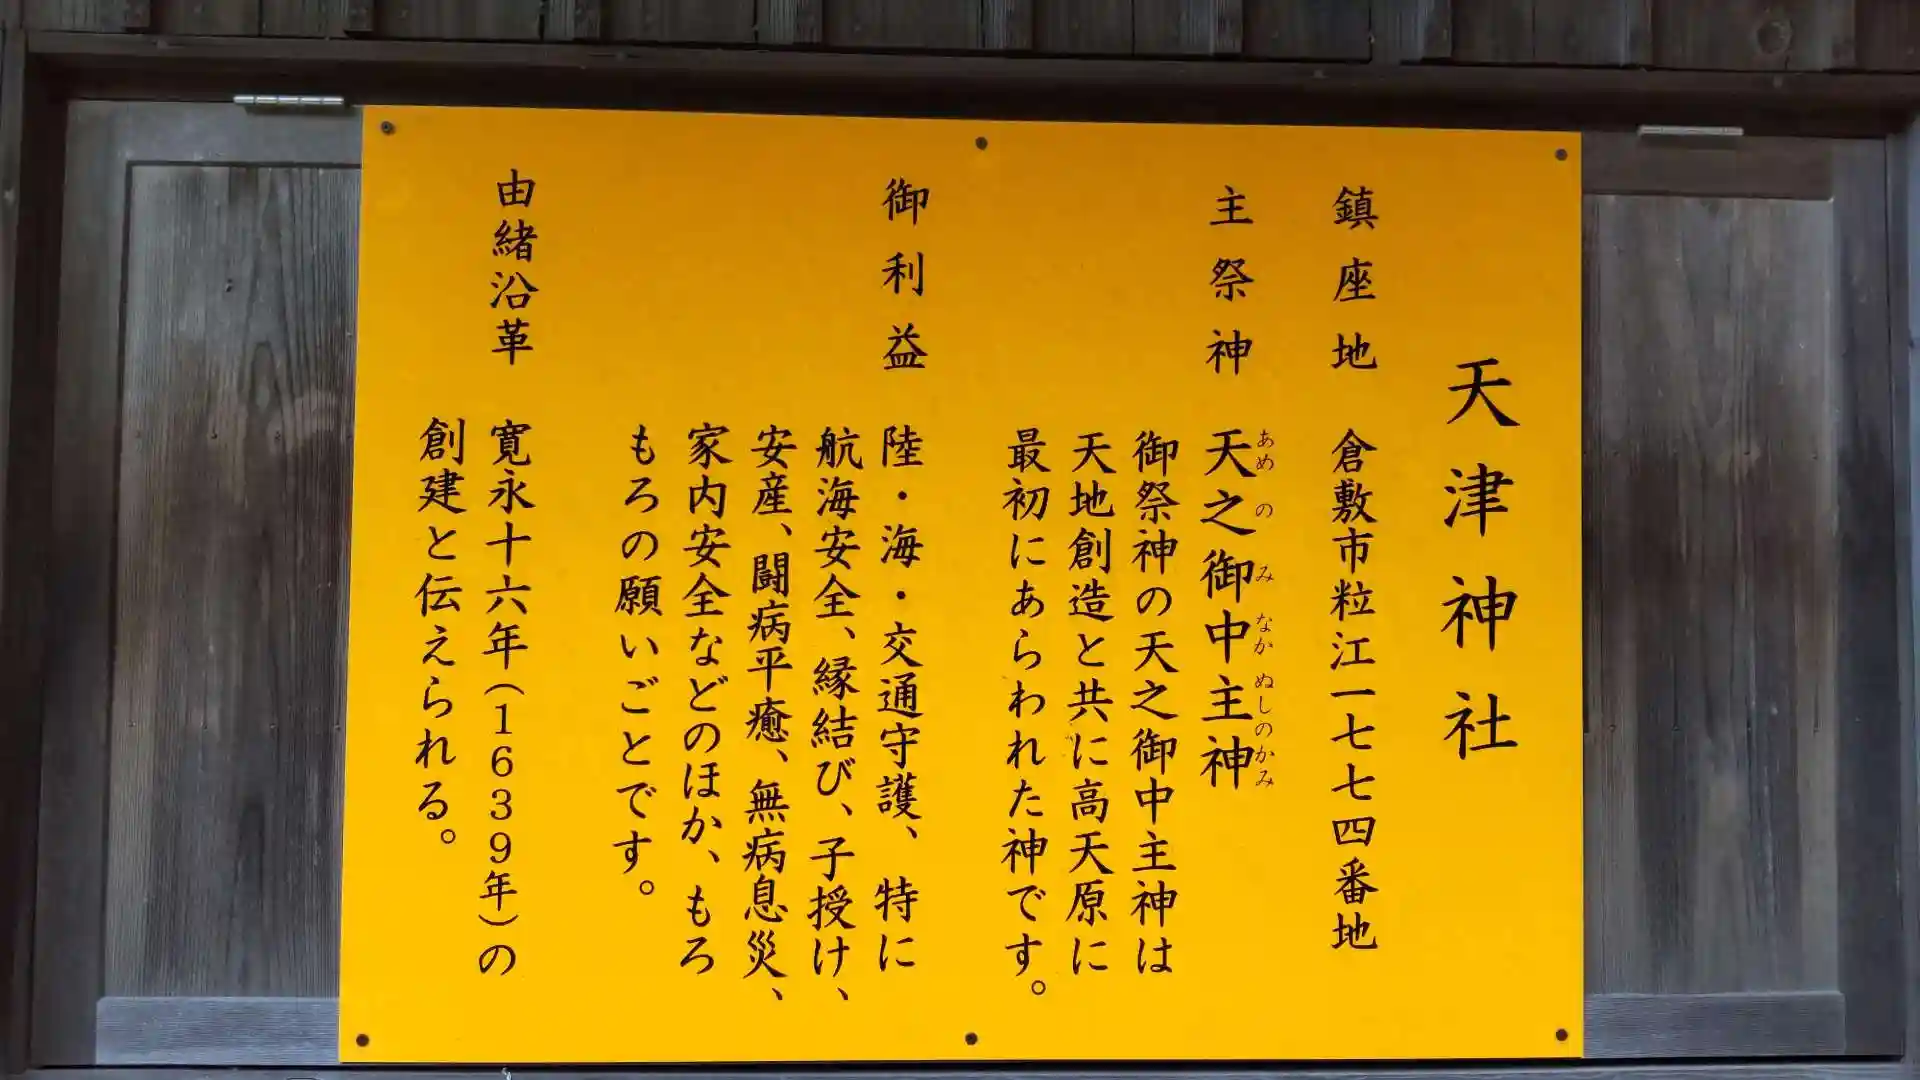 天津神社
鎮座地 倉敷市粒江一七七四番地
主祭神 天之御中主神
あめ の み なか ぬしのかみ
御祭神の天之御中主神は
天地創造と共に高天原に
最初にあらわれた神です。
御利益 陸・海・交通守護、特に
航海安全、縁結び、子授け、
安産、闘病平癒、無病息災、
家内安全などのほか、もろ
もろの願いごとです。
由緒沿革 寛永十六年(1639年)の
創建と伝えられる。